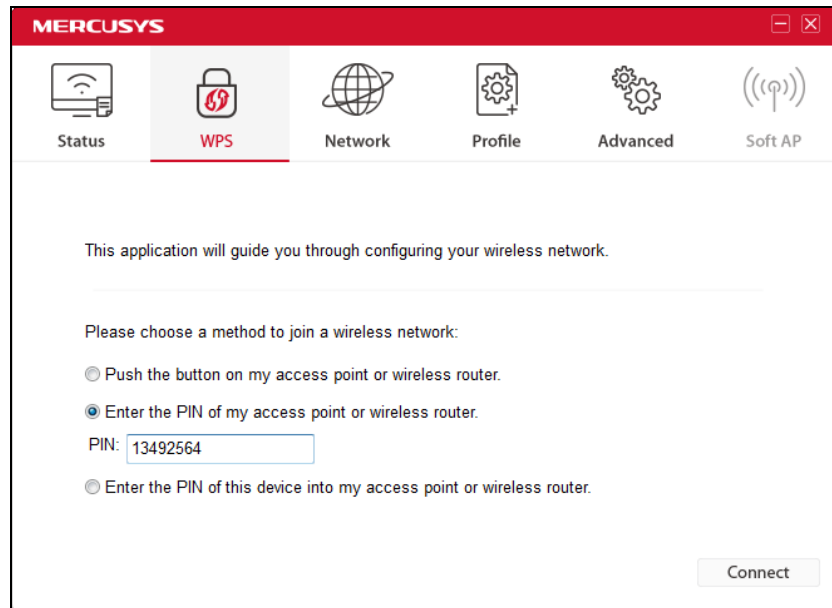 MERCUSYS
Status WPS Network Profile Advanced Soft AP
This application will guide you through configuring your wireless network.
Please choose a method to join a wireless network:
Push the button on my access point or wireless router.
Enter the PIN of my access point or wireless router.
PIN: 13492564
Enter the PIN of this device into my access point or wireless router.
Connect